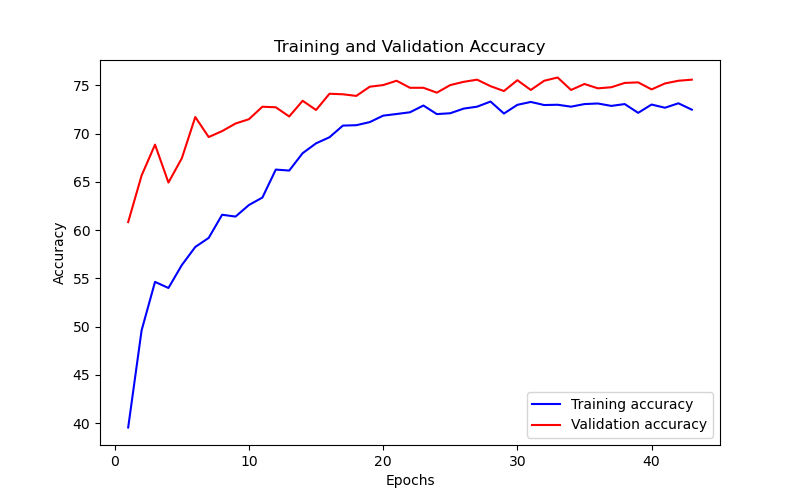 Training and Validation Accuracy
Accuracy
75
70
65
60
55
50
45
40
0
10
20
30
40
Epochs
Training accuracy
Validation accuracy